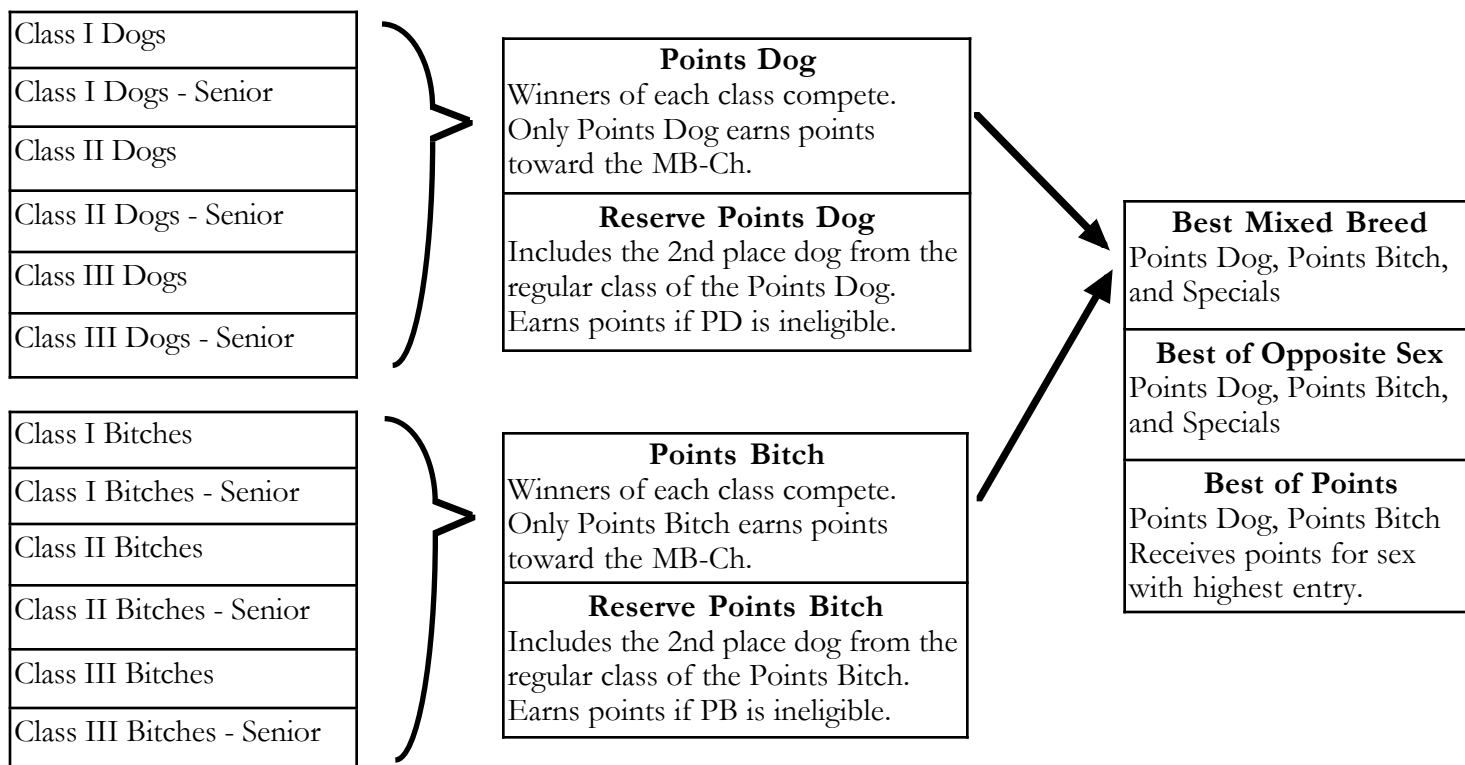 Class I Dogs
Class I Dogs - Senior
Class II Dogs
Class II Dogs - Senior
Class III Dogs
Class III Dogs - Senior
Class I Bitches
Class I Bitches - Senior
Class II Bitches
Class II Bitches - Senior
Class III Bitches
Class III Bitches - Senior
Points Dog
Winners of each class compete.
Only Points Dog earns points
toward the MB-Ch.
Reserve Points Dog
Includes the 2nd place dog from the
regular class of the Points Dog.
Earns points if PD is ineligible.
Points Bitch
Winners of each class compete.
Only Points Bitch earns points
toward the MB-Ch.
Reserve Points Bitch
Includes the 2nd place dog from the
regular class of the Points Bitch.
Earns points if PB is ineligible.
Best Mixed Breed
Points Dog, Points Bitch,
and Specials
Best of Opposite Sex
Points Dog, Points Bitch,
and Specials
Best of Points
Points Dog, Points Bitch
Receives points for sex
with highest entry.